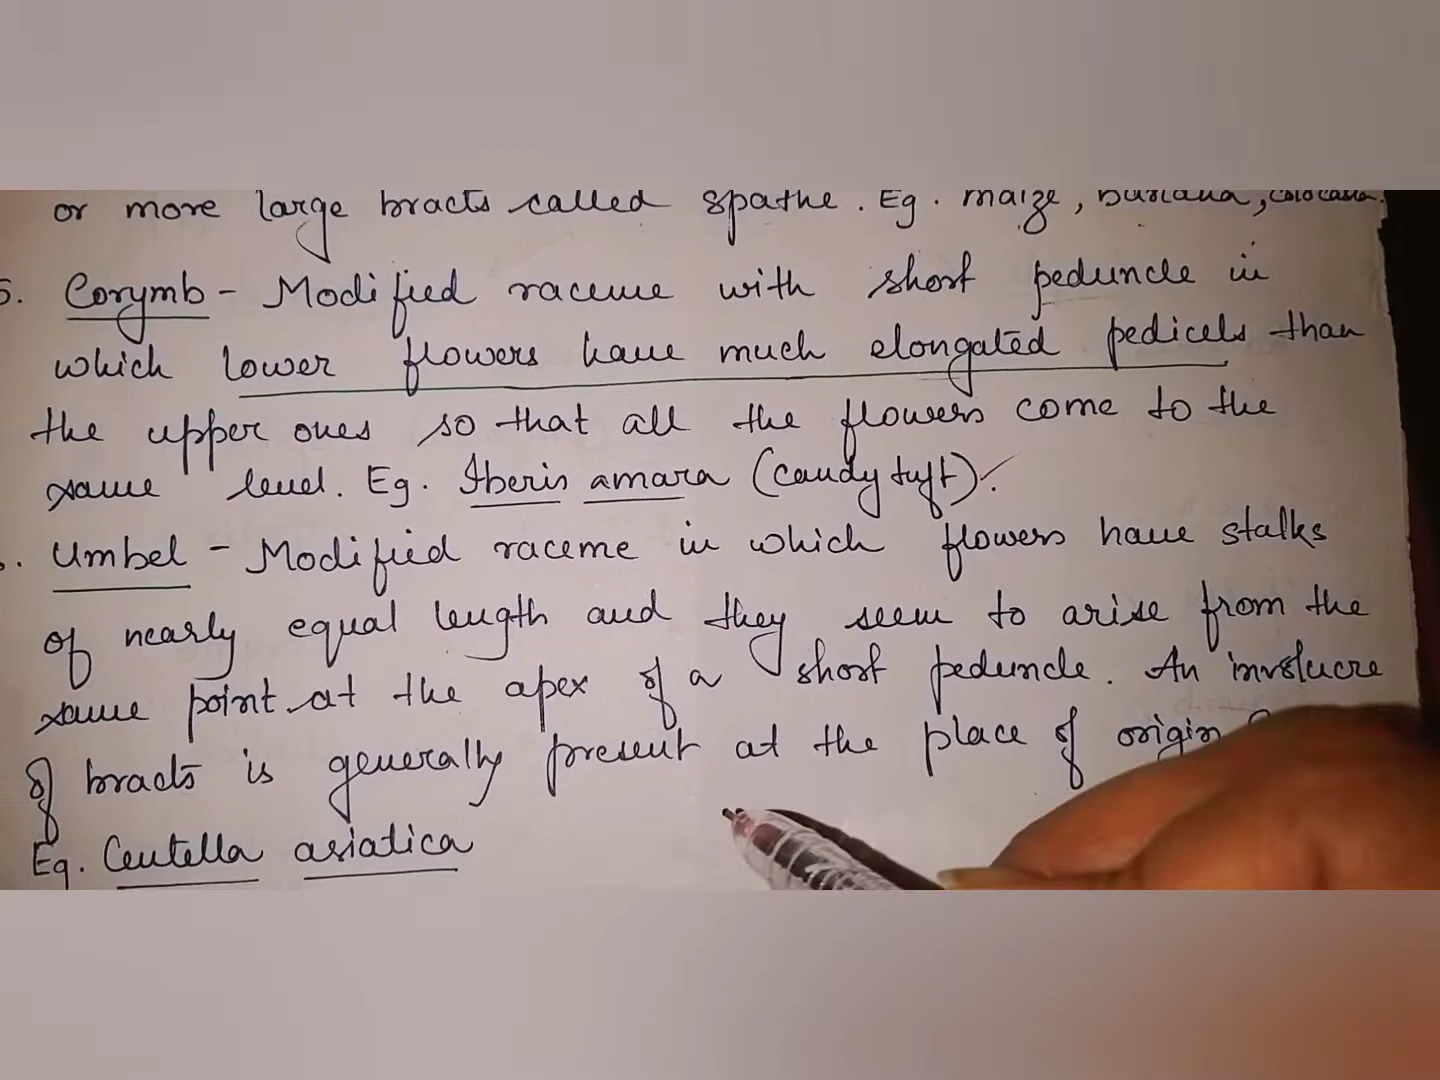 or more large bracts called spathe. Eg. maize, banana, colocasia.
5. Corymb - Modified raceme with short peduncle in
which lower flowers have much elongated pedicels than
the upper ones so that all the flowers come to the
same level. Eg. Iberis amara (candy tuft).
. Umbel - Modified raceme in which flowers have stalks
of nearly equal length and they seem to arise from the
same point at the apex of a short peduncle. An involucre
of bracts is generally present at the place of origin
Eg. Centella asiatica